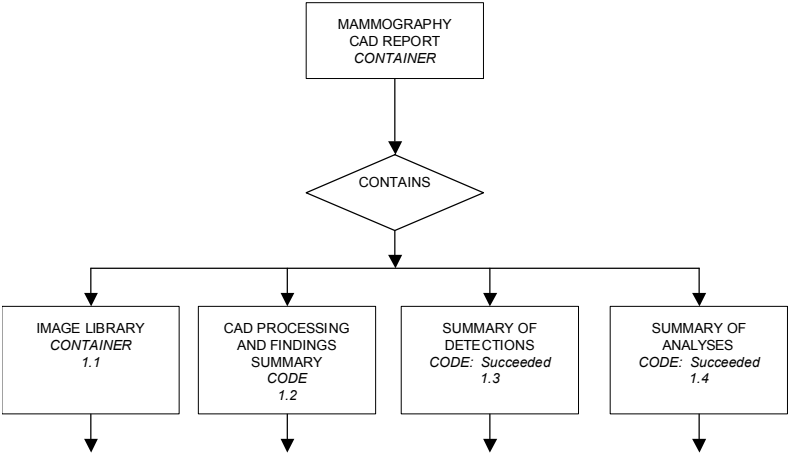 MAMMOGRAPHY
CAD REPORT
CONTAINER
CONTAINS
IMAGE LIBRARY
CONTAINER
1.1
CAD PROCESSING
AND FINDINGS
SUMMARY
CODE
1.2
SUMMARY OF
DETECTIONS
CODE: Succeeded
1.3
SUMMARY OF
ANALYSES
CODE: Succeeded
1.4